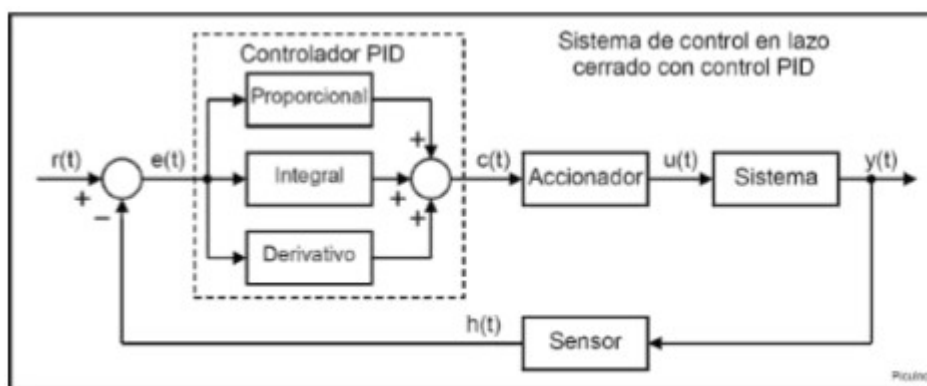 Controlador PID
Sistema de control en lazo
cerrado con control PID
Proporcional
+
r(t)
e(t)
Integral
c(t)
Accionador
u(t)
Sistema
y(t)
+
+
−
+
Derivativo
h(t)
Sensor